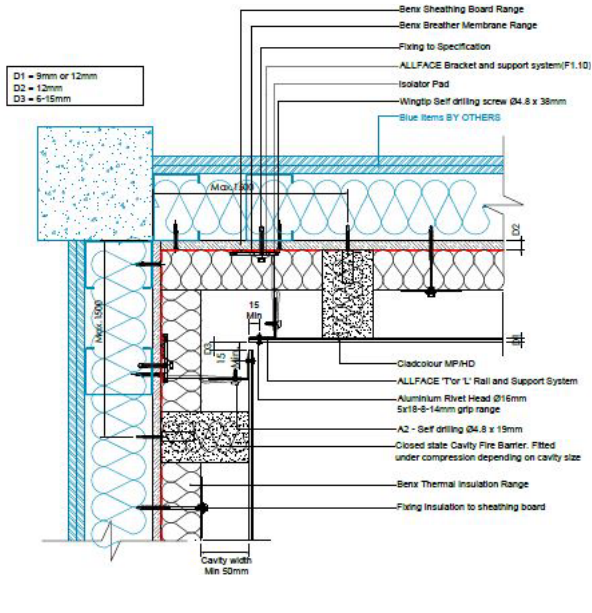 Benx Sheathing Board Range
Benx Breather Membrane Range
Fixing to Specification
ALLFACE Bracket and support system(F1.10)
Isolator Pad
Wingtip Self drilling screw Ø4.8 x 38mm
Blue Items BY OTHERS
D1 = 9mm or 12mm
D2 = 12mm
D3 = 6-15mm
Max 1500
D2
Max 1500
15
Min
D3
15
Min
D1
Cladcolour MP/HD
ALLFACE 'T'or 'L' Rail and Support System
Aluminium Rivet Head Ø16mm
5x18-8-14mm grip range
A2 - Self drilling Ø4.8 x 19mm
Closed state Cavity Fire Barrier. Fitted
under compression depending on cavity size
Benx Thermal Insulation Range
Fixing Insulation to sheathing board
Cavity width
Min 50mm